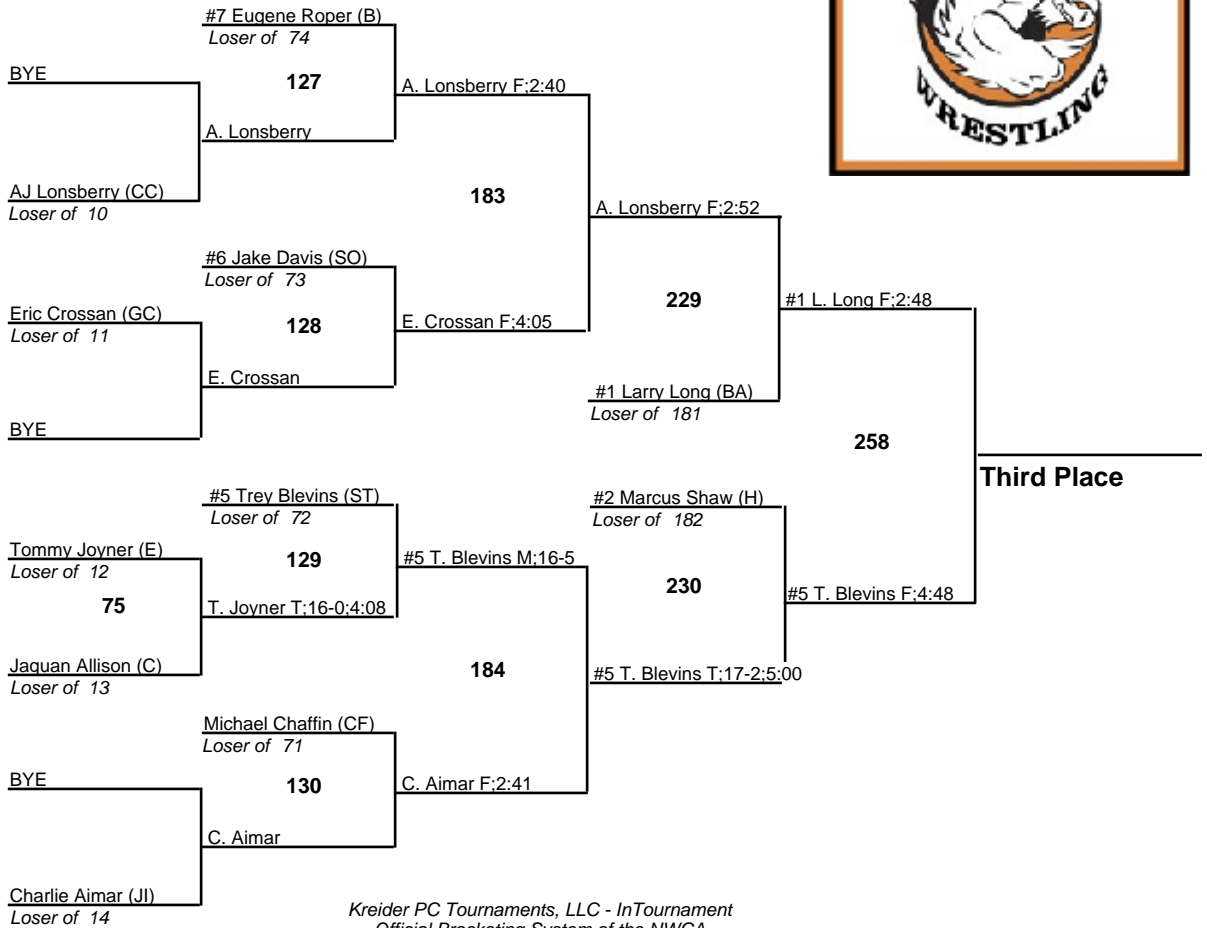 #7 Eugene Roper (B)
Loser of 74
BYE
127
A. Lonsberry F;2:40
A. Lonsberry
AJ Lonsberry (CC)
Loser of 10
183
A. Lonsberry F;2:52
#6 Jake Davis (SO)
Loser of 73
Eric Crossan (GC)
Loser of 11
128
E. Crossan F;4:05
E. Crossan
BYE
229
#1 L. Long F;2:48
#1 Larry Long (BA)
Loser of 181
258
Third Place
#5 Trey Blevins (ST)
Loser of 72
#2 Marcus Shaw (H)
Loser of 182
Tommy Joyner (E)
Loser of 12
129
#5 T. Blevins M;16-5
75
T. Joyner T;16-0;4:08
230
#5 T. Blevins F;4:48
Jaquan Allison (C)
Loser of 13
184
#5 T. Blevins T;17-2;5:00
Michael Chaffin (CF)
Loser of 71
BYE
130
C. Aimar F;2:41
C. Aimar
Charlie Aimar (JI)
Loser of 14
WRESTLING
Kreider PC Tournaments, LLC - InTournament
Official Bracketing System of the NWCA